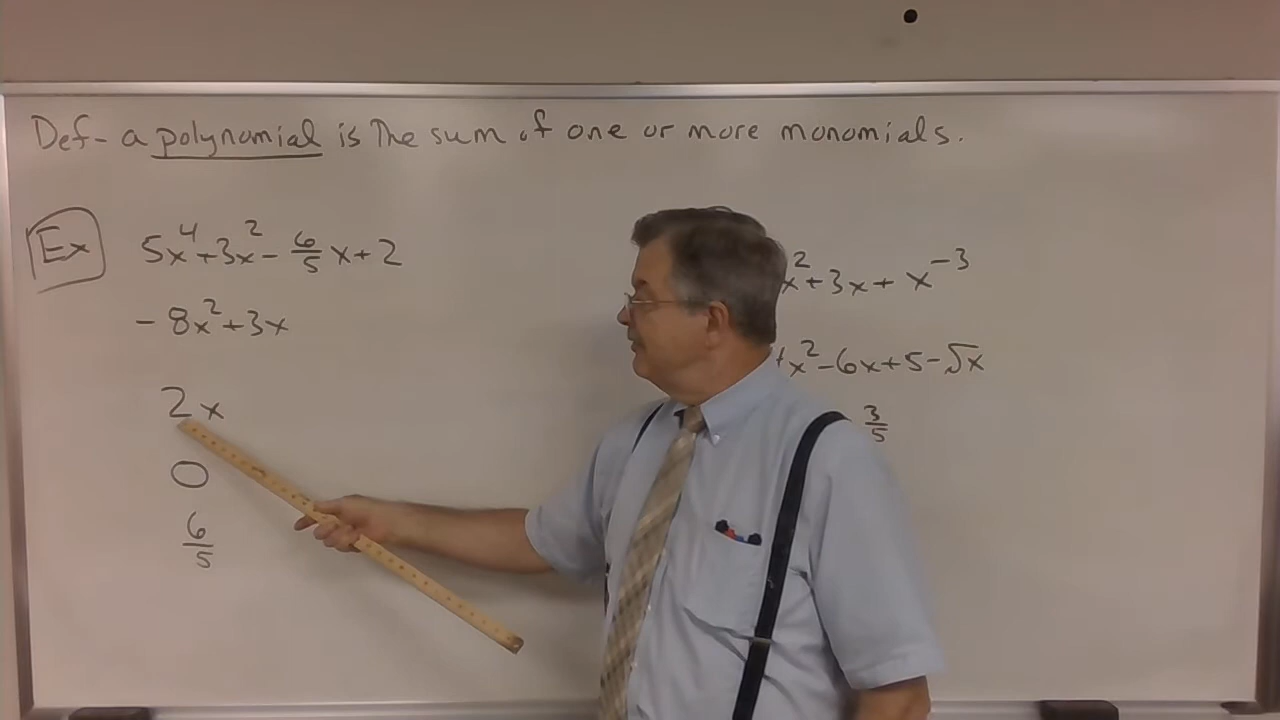 Def- a polynomial is The sum of one or more monomials.
Ex
5x⁴+3x²- 6/5 x+2
- 8x²+3x
2x
0
6/5
x²+3x+ x⁻³
x²-6x+5-√x
3/5